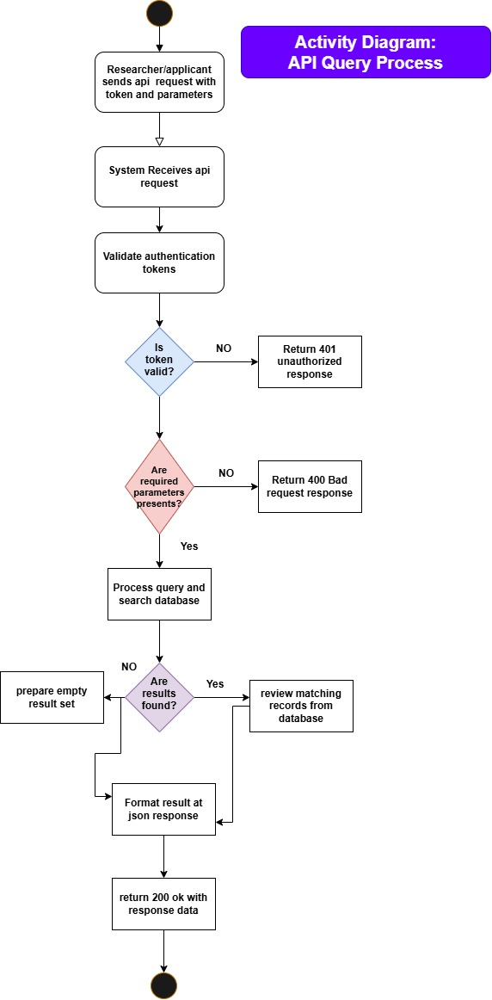 Activity Diagram:
API Query Process
Researcher/applicant
sends api request with
token and parameters
System Receives api
request
Validate authentication
tokens
Is
token
valid?
NO
Return 401
unauthorized
response
Are
required
parameters
presents?
NO
Return 400 Bad
request response
Yes
Process query and
search database
NO
prepare empty
result set
Are
results
found?
Yes
review matching
records from
database
Format result at
json response
return 200 ok with
response data